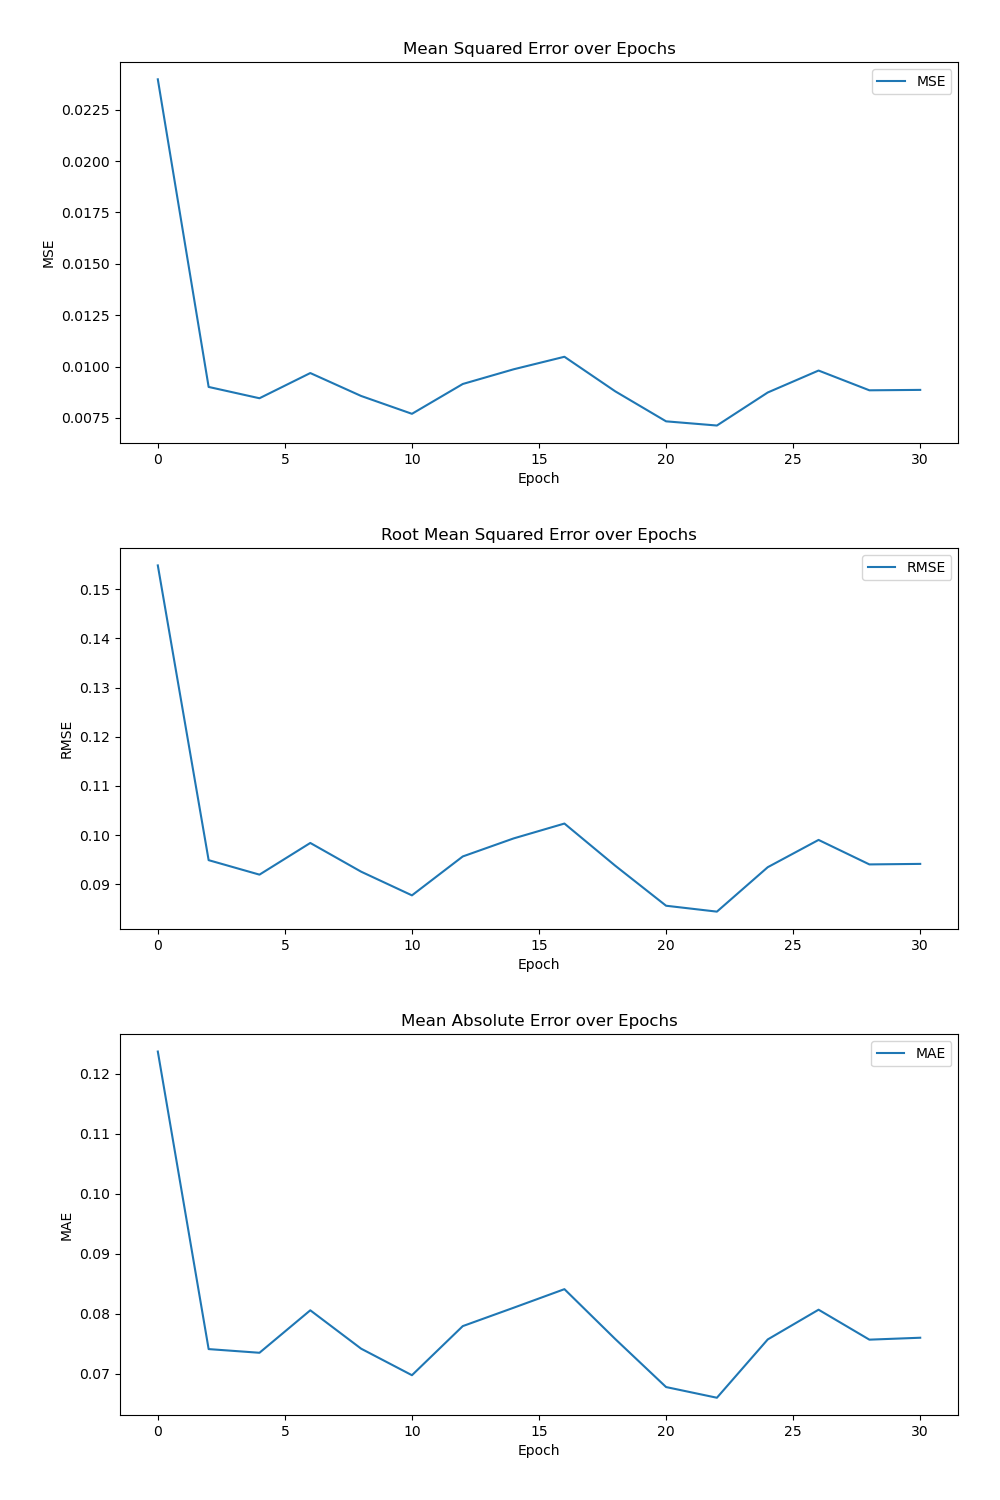 Mean Squared Error over Epochs
MSE
0.0225
0.0200
0.0175
0.0150
0.0125
0.0100
0.0075
MSE
0 5 10 15 20 25 30
Epoch
Root Mean Squared Error over Epochs
RMSE
0.15
0.14
0.13
0.12
0.11
0.10
0.09
RMSE
0 5 10 15 20 25 30
Epoch
Mean Absolute Error over Epochs
MAE
0.12
0.11
0.10
0.09
0.08
0.07
MAE
0 5 10 15 20 25 30
Epoch